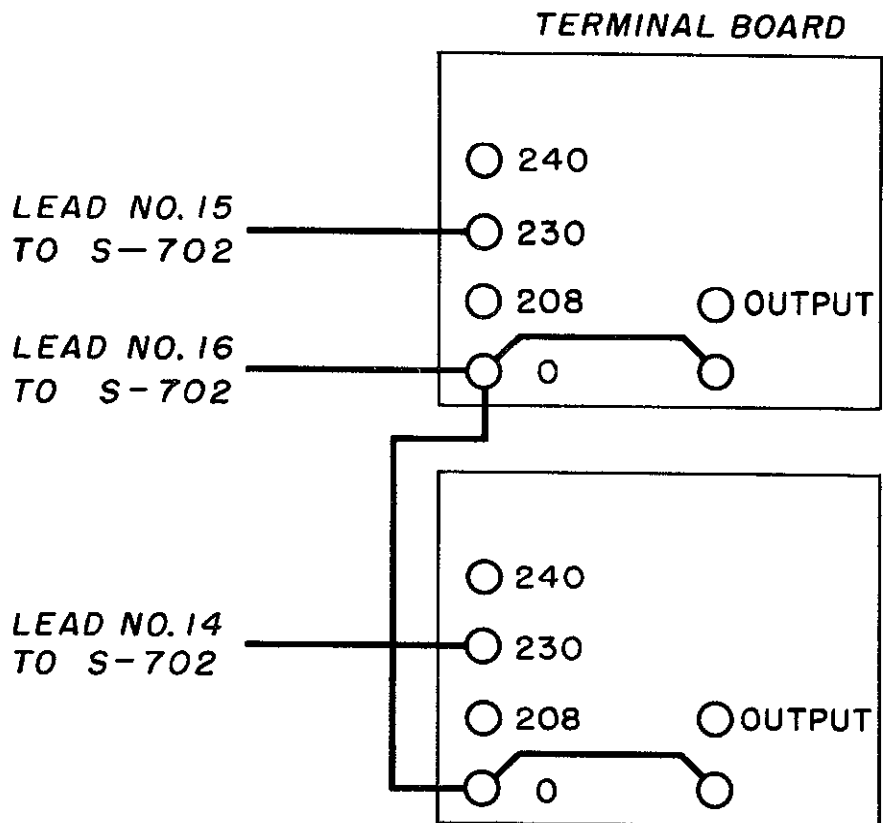 TERMINAL BOARD
240
LEAD NO. 15
TO S-702
230
208
OUTPUT
LEAD NO. 16
TO S-702
0
240
LEAD NO. 14
TO S-702
230
208
OUTPUT
0